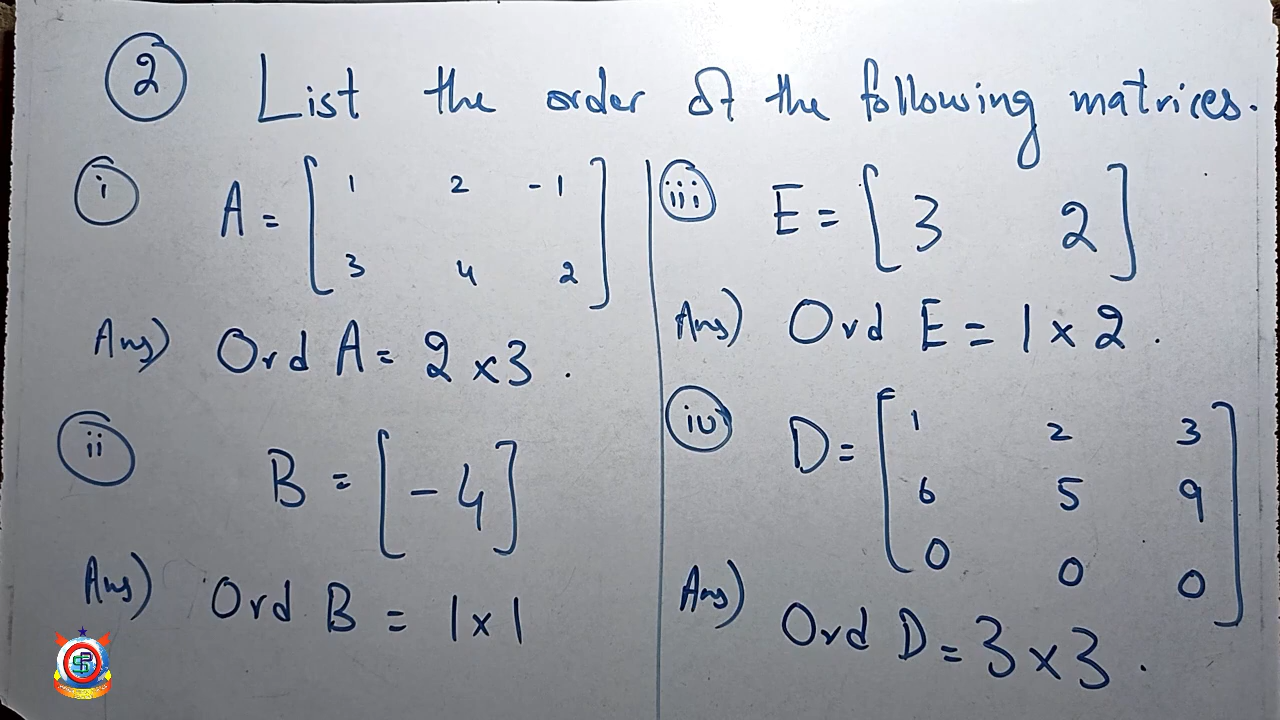 2 List the order of the following matrices.
i A = [ 1 2 -1
3 4 2 ]
Ans) Ord A = 2 x 3 .
ii B = [ - 4 ]
Ans) Ord B = 1 x 1
iii E = [ 3 2 ]
Ans) Ord E = 1 x 2 .
iv D = [ 1 2 3
6 5 9
0 0 0 ]
Ans) Ord D = 3 x 3 .